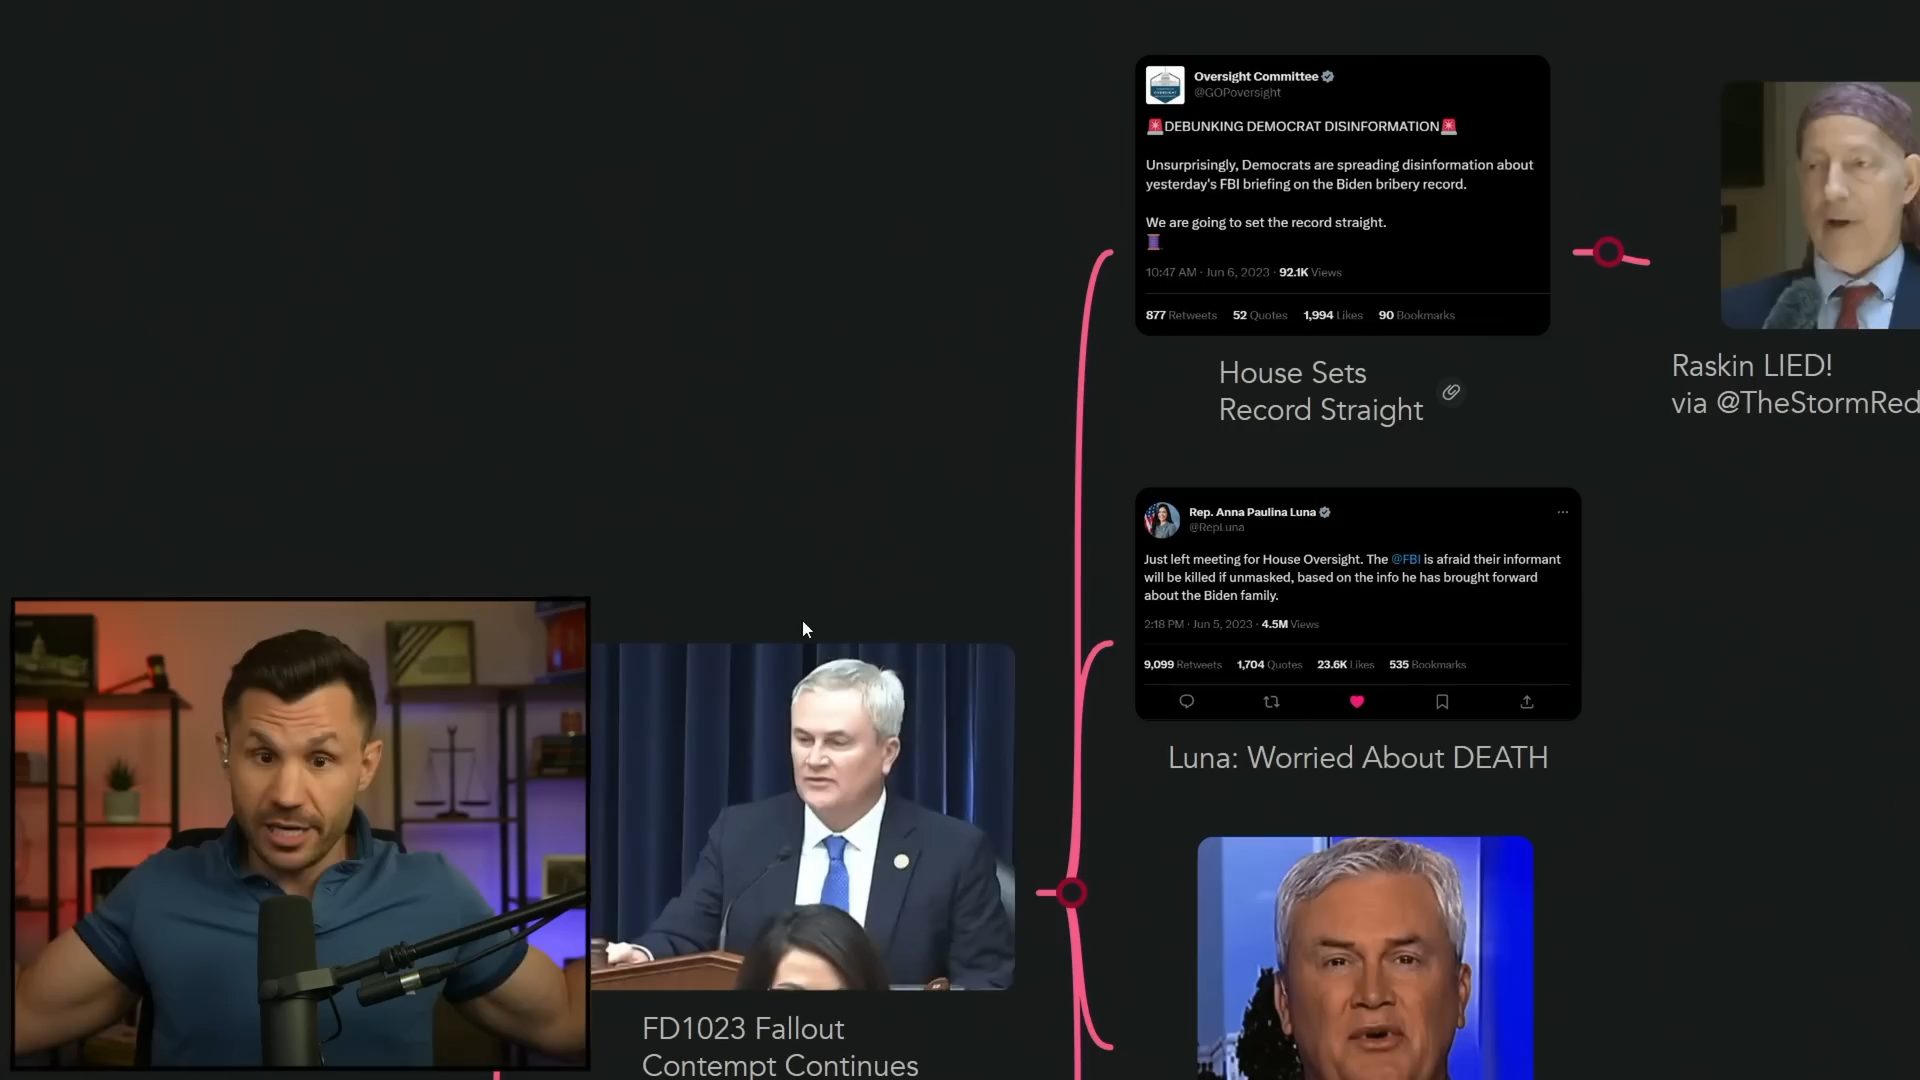 Oversight Committee
@GOPoversight
🚨DEBUNKING DEMOCRAT DISINFORMATION🚨
Unsurprisingly, Democrats are spreading disinformation about
yesterday's FBI briefing on the Biden bribery record.
We are going to set the record straight.
🧵
10:47 AM · Jun 6, 2023 · 92.1K Views
877 Retweets 52 Quotes 1,994 Likes 90 Bookmarks
House Sets
Record Straight
Raskin LIED!
via @TheStormRed
Rep. Anna Paulina Luna
@RepLuna
Just left meeting for House Oversight. The @FBI is afraid their informant
will be killed if unmasked, based on the info he has brought forward
about the Biden family.
2:18 PM · Jun 5, 2023 · 4.5M Views
9,099 Retweets 1,704 Quotes 23.6K Likes 535 Bookmarks
Luna: Worried About DEATH
FD1023 Fallout
Contempt Continues